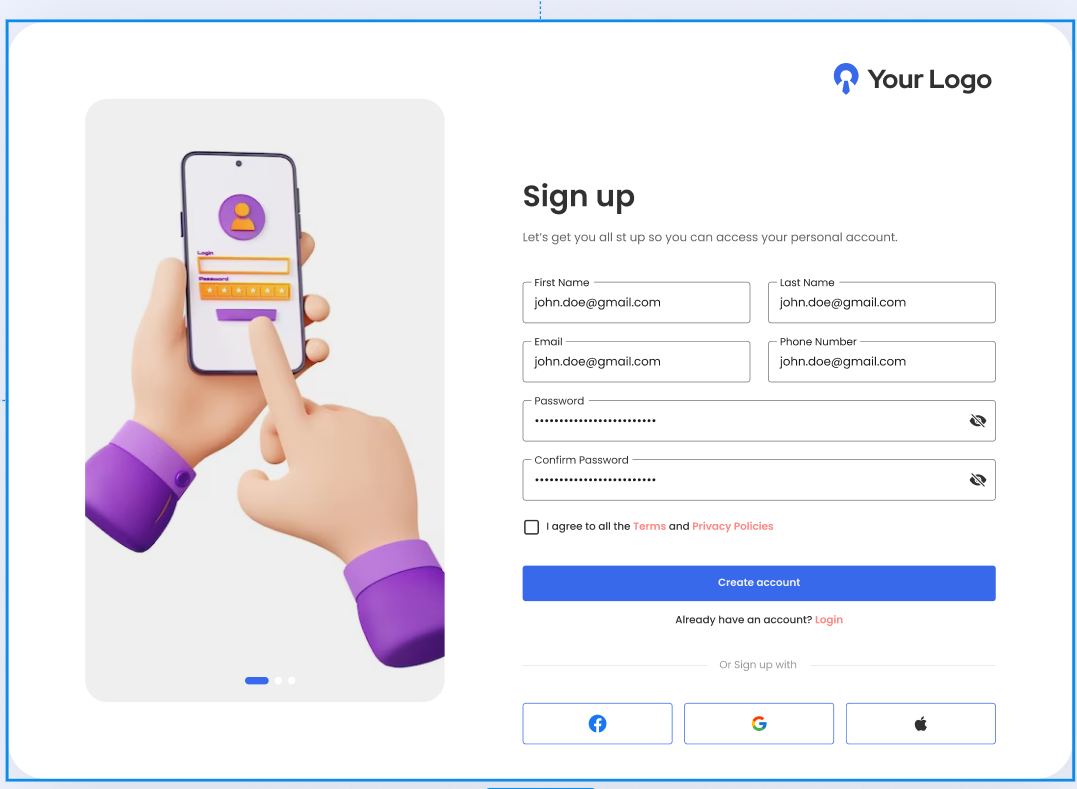 Your Logo
Login
Password
Sign up
Let's get you all st up so you can access your personal account.
First Name
john.doe@gmail.com
Last Name
john.doe@gmail.com
Email
john.doe@gmail.com
Phone Number
john.doe@gmail.com
Password
•••••••••••••••••••••••••
Confirm Password
•••••••••••••••••••••••••
I agree to all the Terms and Privacy Policies
Create account
Already have an account? Login
Or Sign up with